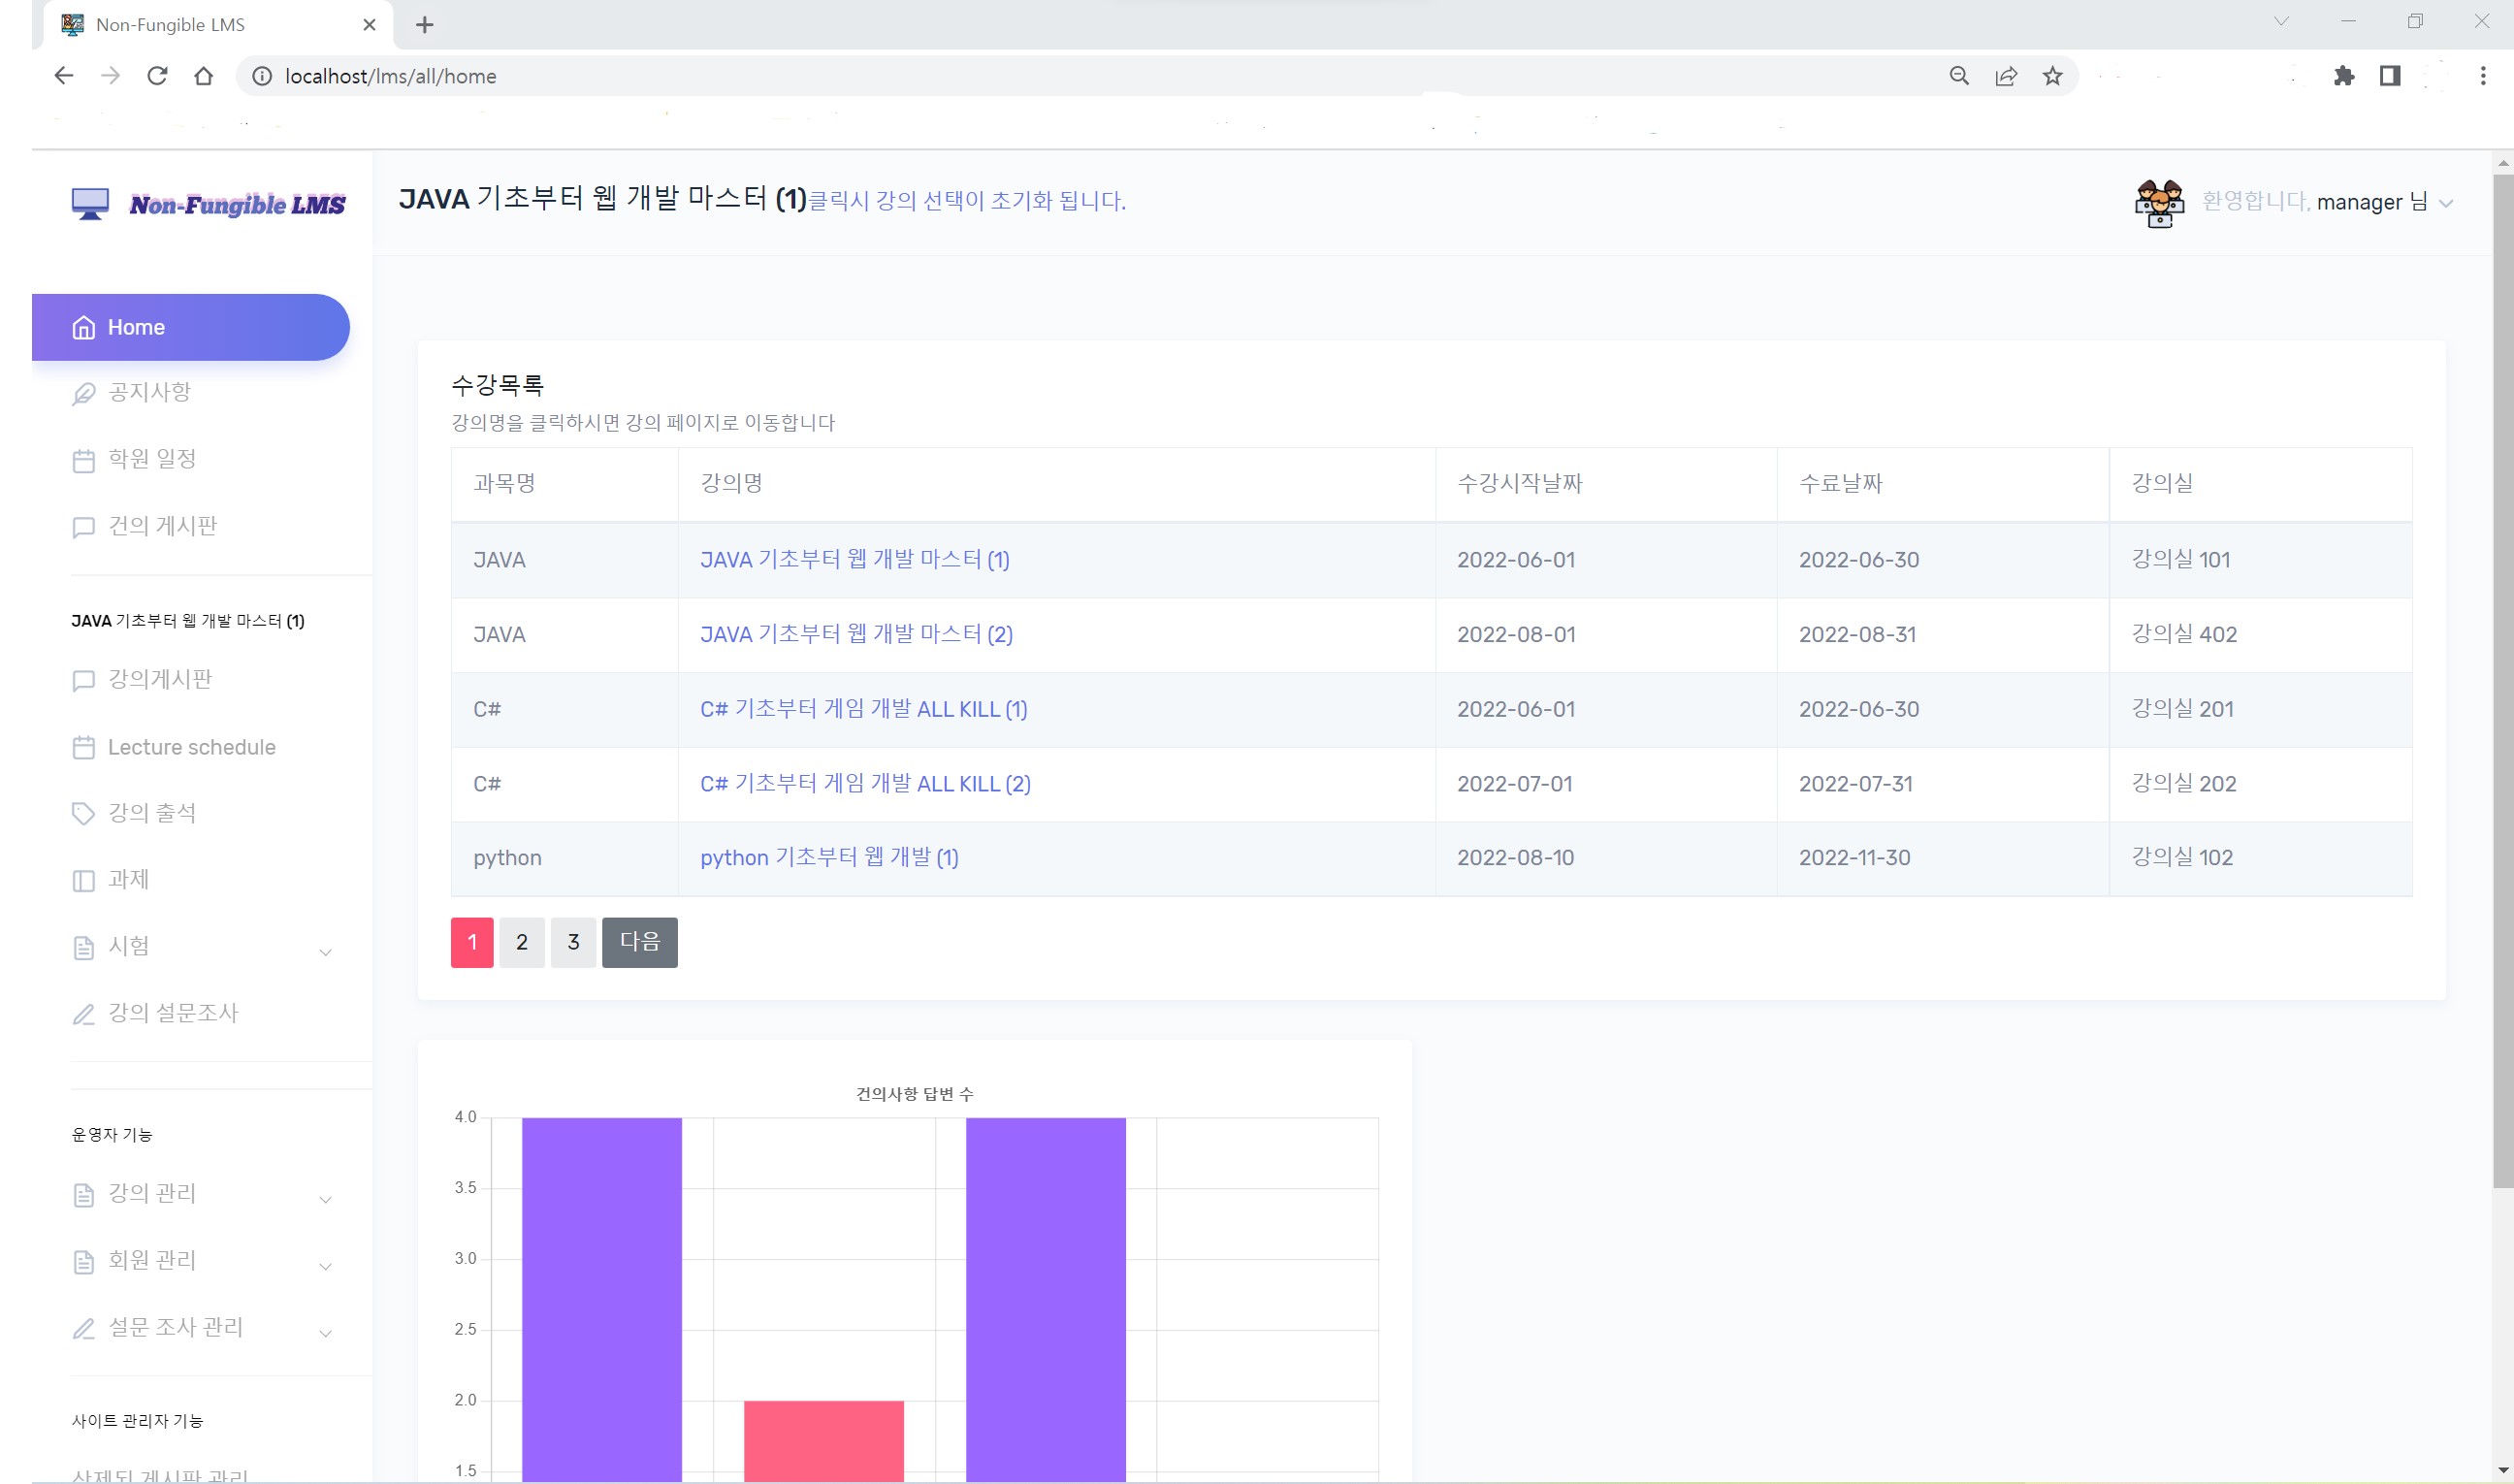 Non-Fungible LMS
localhost/lms/all/home
Non-Fungible LMS
JAVA 기초부터 웹 개발 마스터 (1)클릭시 강의 선택이 초기화 됩니다.
환영합니다, manager 님
Home
공지사항
학원 일정
건의 게시판
JAVA 기초부터 웹 개발 마스터 (1)
강의게시판
Lecture schedule
강의 출석
과제
시험
강의 설문조사
운영자 기능
강의 관리
회원 관리
설문 조사 관리
사이트 관리자 기능
삭제된 게시판 관리
수강목록
강의명을 클릭하시면 강의 페이지로 이동합니다
과목명 강의명 수강시작날짜 수료날짜 강의실
JAVA JAVA 기초부터 웹 개발 마스터 (1) 2022-06-01 2022-06-30 강의실 101
JAVA JAVA 기초부터 웹 개발 마스터 (2) 2022-08-01 2022-08-31 강의실 402
C# C# 기초부터 게임 개발 ALL KILL (1) 2022-06-01 2022-06-30 강의실 201
C# C# 기초부터 게임 개발 ALL KILL (2) 2022-07-01 2022-07-31 강의실 202
python python 기초부터 웹 개발 (1) 2022-08-10 2022-11-30 강의실 102
1 2 3 다음
건의사항 답변 수
4.0
3.5
3.0
2.5
2.0
1.5